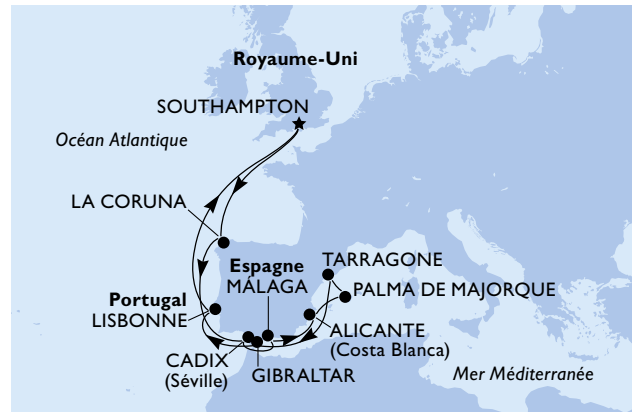 Royaume-Uni
SOUTHAMPTON
Océan Atlantique
LA CORUNA
TARRAGONE
Espagne
MÁLAGA
PALMA DE MAJORQUE
Portugal
LISBONNE
ALICANTE
(Costa Blanca)
CADIX
(Séville)
GIBRALTAR
Mer Méditerranée